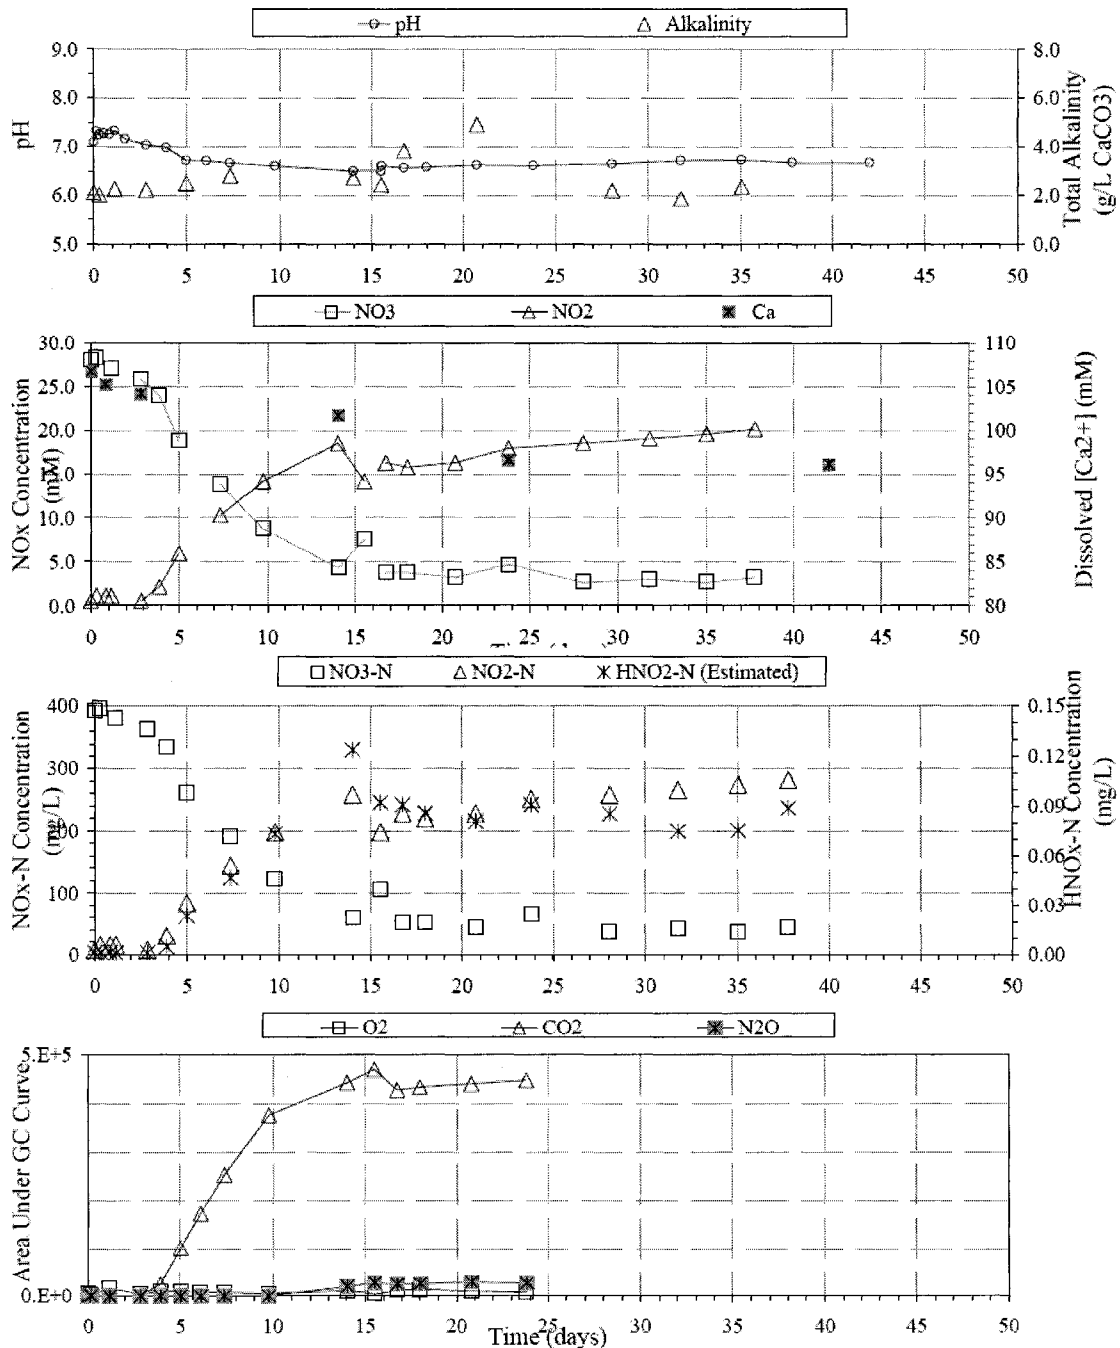 pH Alkalinity
9.0 8.0
8.0 6.0
7.0 4.0
6.0 2.0
5.0 0.0
pH
Total Alkalinity
(g/L CaCO3)
0 5 10 15 20 25 30 35 40 45 50
NO3 NO2 Ca
30.0 110
25.0 105
20.0 100
15.0 95
10.0 90
5.0 85
0.0 80
NOx Concentration
(mM)
Dissolved [Ca2+] (mM)
0 5 10 15 20 25 30 35 40 45 50
NO3-N NO2-N HNO2-N (Estimated)
400 0.15
300 0.12
0.09
200
0.06
100
0.03
0 0.00
NOx-N Concentration
(mg/L)
HNOx-N Concentration
(mg/L)
0 5 10 15 20 25 30 35 40 45 50
O2 CO2 N2O
5.E+5
0.E+0
Area Under GC Curve
0 5 10 15 20 25 30 35 40 45 50
Time (days)